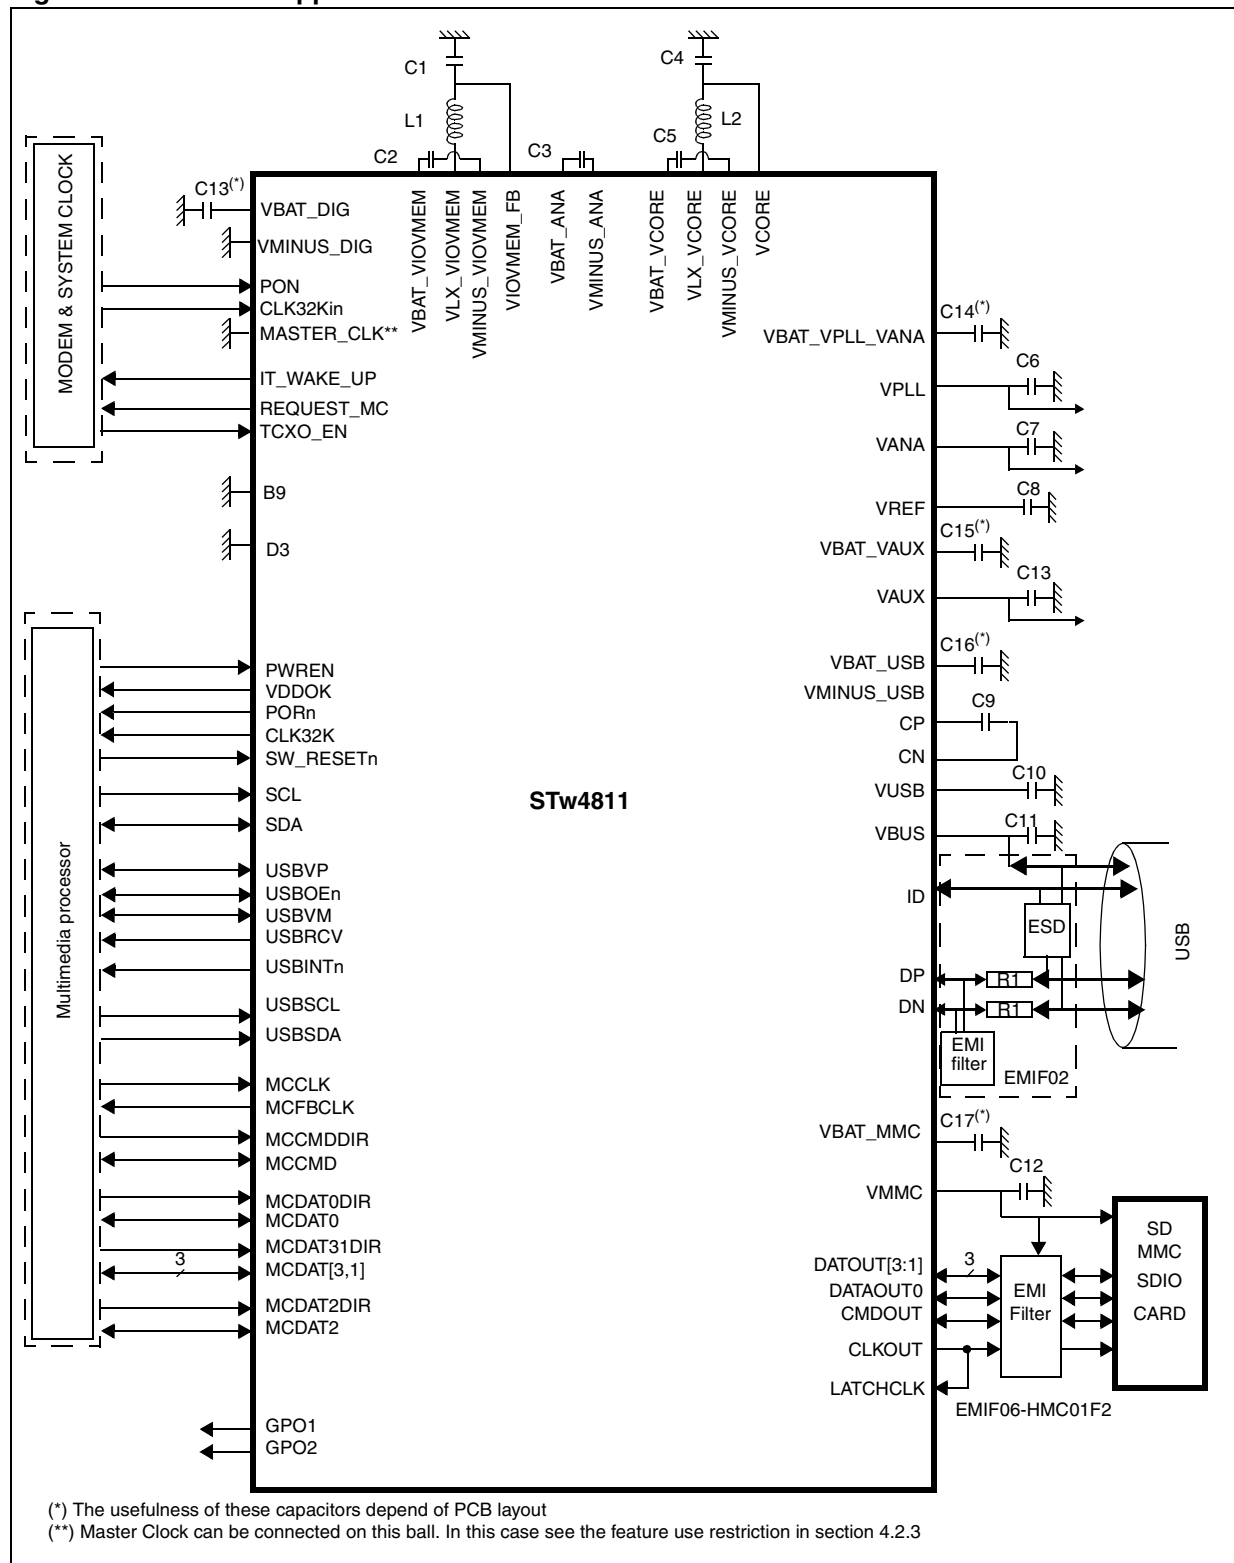 C1
C4
L1
L2
C2
C3
C5
MODEM & SYSTEM CLOCK
C13(*)
VBAT_DIG
VMINUS_DIG
PON
CLK32Kin
MASTER_CLK**
IT_WAKE_UP
REQUEST_MC
TCXO_EN
B9
D3
VBAT_VIOVMEM
VLX_VIOVMEM
VMINUS_VIOVMEM
VIOVMEM_FB
VBAT_ANA
VMINUS_ANA
VBAT_VCORE
VLX_VCORE
VMINUS_VCORE
VCORE
VBAT_VPLL_VANA
C14(*)
VPLL
C6
VANA
C7
VREF
C8
VBAT_VAUX
C15(*)
VAUX
C13
VBAT_USB
C16(*)
VMINUS_USB
CP
C9
CN
VUSB
C10
VBUS
C11
ID
ESD
USB
DP
R1
DN
R1
EMI
filter
EMIF02
STw4811
Multimedia processor
PWREN
VDDOK
PORn
CLK32K
SW_RESETn
SCL
SDA
USBVP
USBOEn
USBVM
USBRCV
USBINTn
USBSCL
USBSDA
MCCLK
MCFBCLK
MCCMDDIR
MCCMD
MCDAT0DIR
MCDAT0
MCDAT31DIR
3
MCDAT[3,1]
MCDAT2DIR
MCDAT2
GPO1
GPO2
VBAT_MMC
C17(*)
VMMC
C12
DATOUT[3:1]
3
DATAOUT0
CMDOUT
CLKOUT
LATCHCLK
EMI
Filter
SD
MMC
SDIO
CARD
EMIF06-HMC01F2
(*) The usefulness of these capacitors depend of PCB layout
(**) Master Clock can be connected on this ball. In this case see the feature use restriction in section 4.2.3